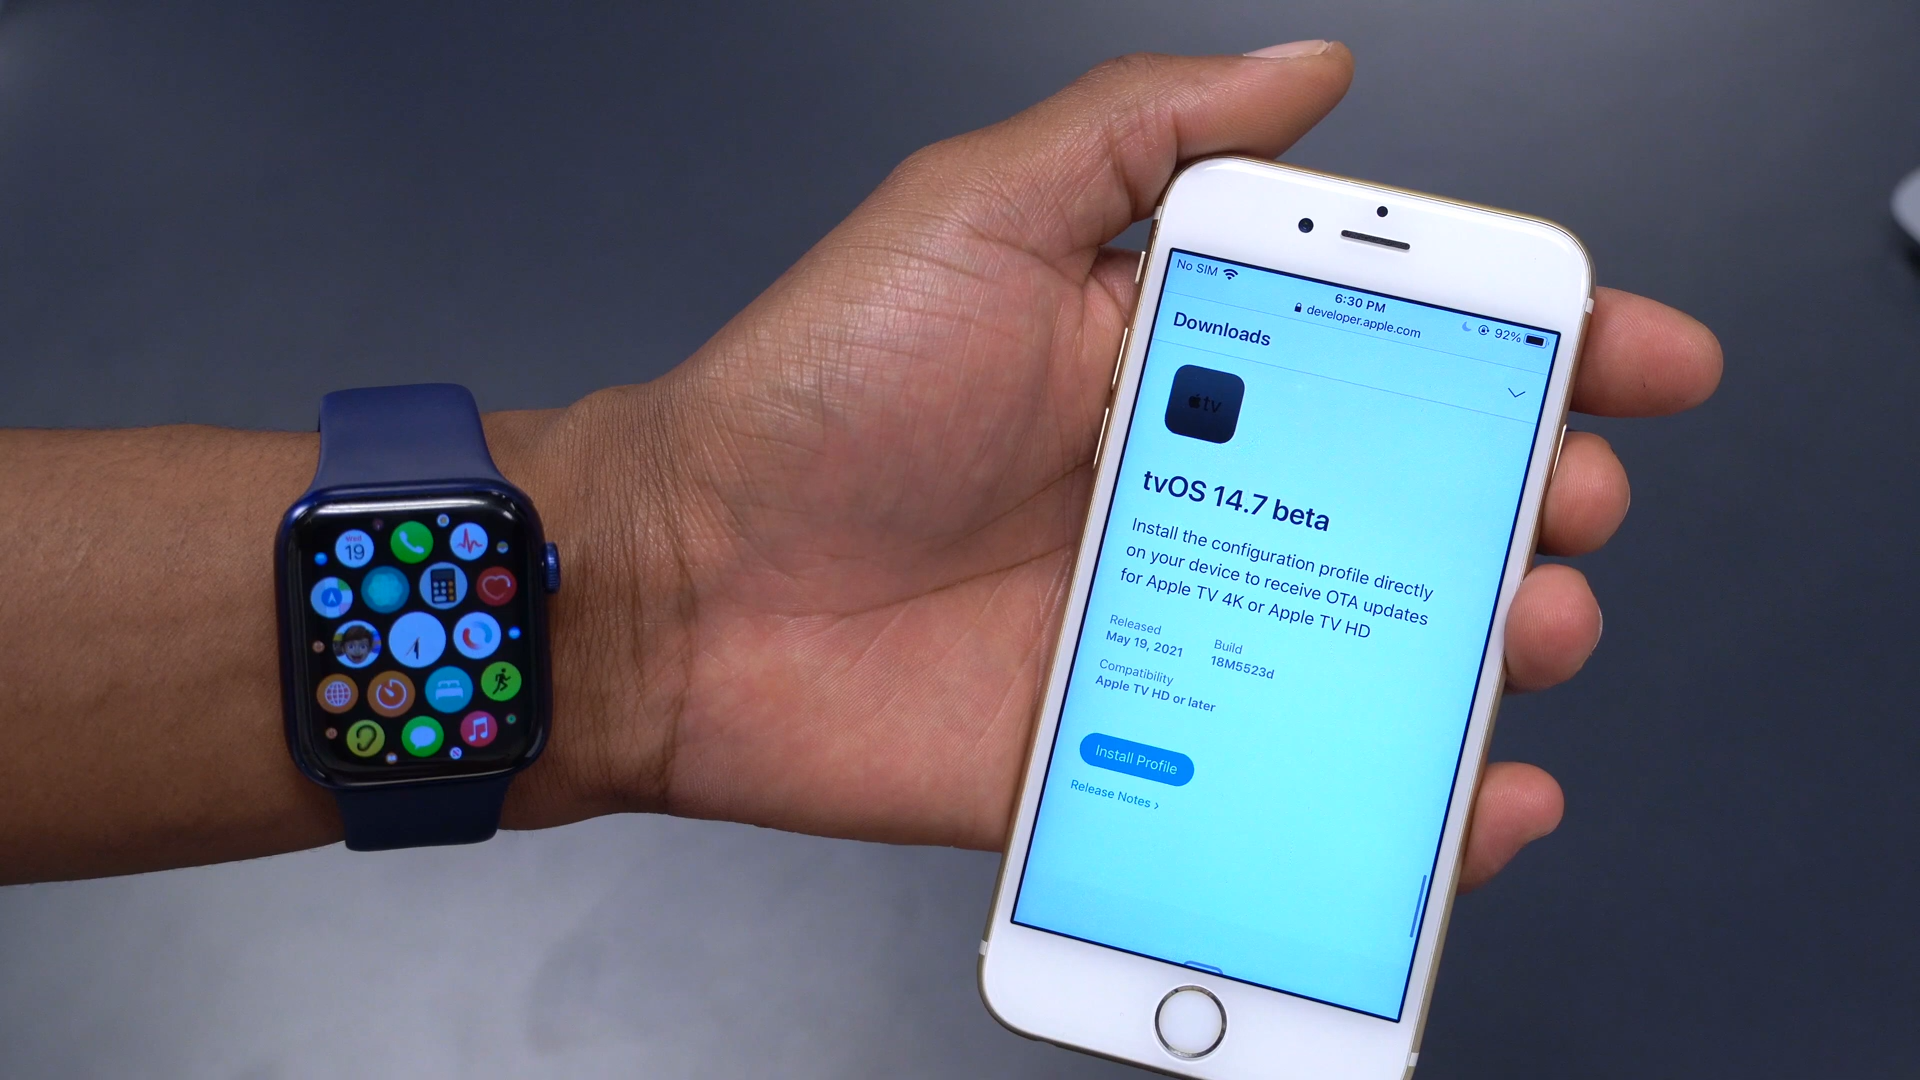 Wed
19
No SIM
6:30 PM
developer.apple.com
92%
Downloads
tv
tvOS 14.7 beta
Install the configuration profile directly
on your device to receive OTA updates
for Apple TV 4K or Apple TV HD
Released
May 19, 2021
Build
18M5523d
Compatibility
Apple TV HD or later
Install Profile
Release Notes ›